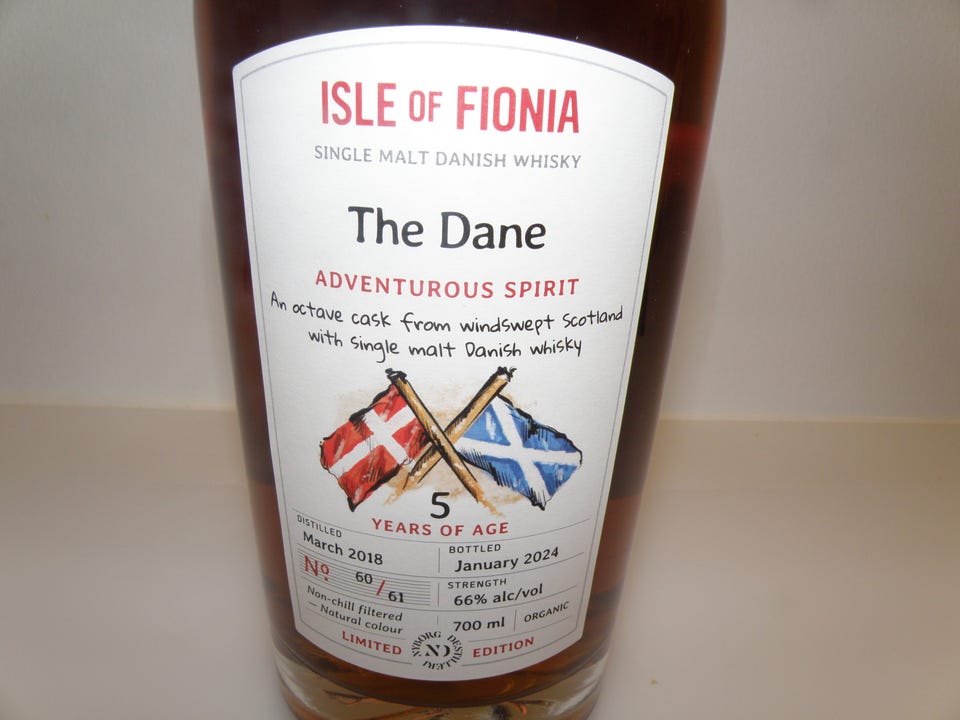 ISLE OF FIONIA
SINGLE MALT DANISH WHISKY
The Dane
ADVENTUROUS SPIRIT
An octave cask from windswept Scotland
with single malt Danish whisky
5
YEARS OF AGE
DISTILLED
March 2018
BOTTLED
January 2024
Nº. 60/61
STRENGTH
66% alc/vol
Non-chill filtered
– Natural colour
700 ml
ORGANIC
LIMITED EDITION
NYBORG DESTILLERI
ND